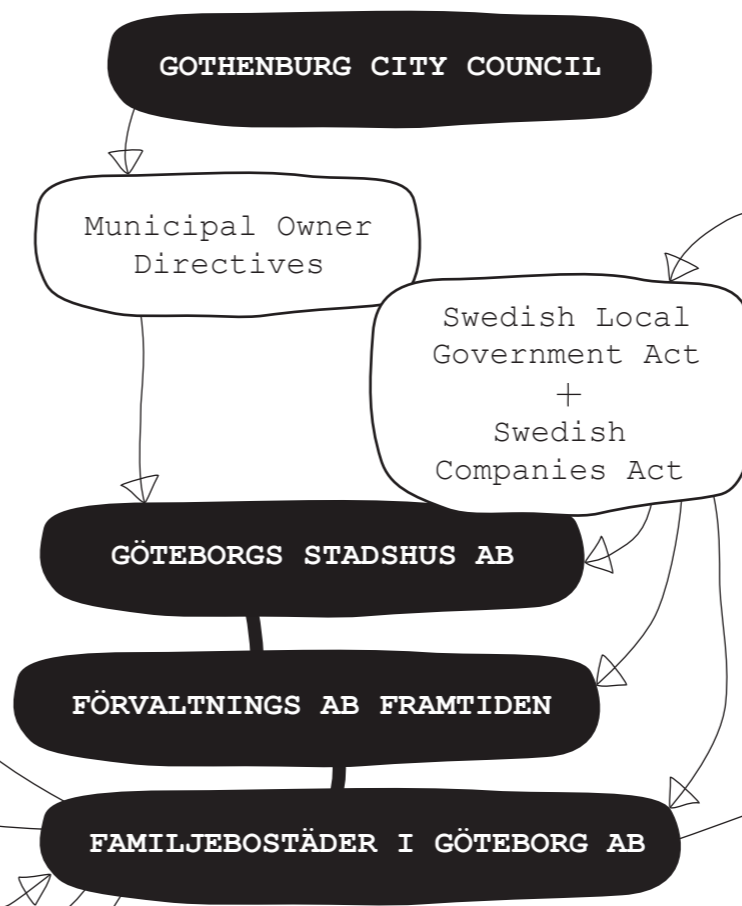 GOTHENBURG CITY COUNCIL
Municipal Owner
Directives
Swedish Local
Government Act
+
Swedish
Companies Act
GÖTEBORGS STADSHUS AB
FÖRVALTNINGS AB FRAMTIDEN
FAMILJEBOSTÄDER I GÖTEBORG AB